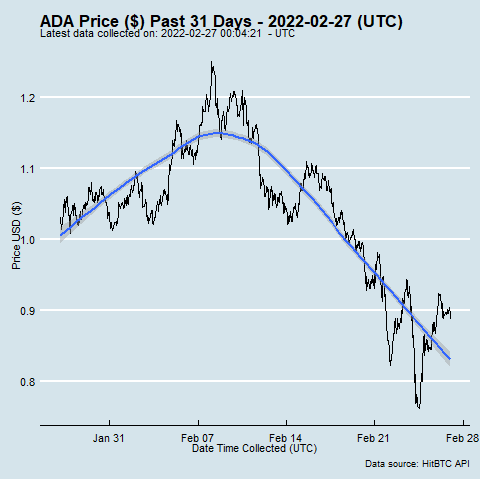 ADA Price ($) Past 31 Days - 2022-02-27 (UTC)
Latest data collected on: 2022-02-27 00:04:21 - UTC
Price USD ($)
1.2
1.1
1.0
0.9
0.8
Jan 31 Feb 07 Feb 14 Feb 21 Feb 28
Date Time Collected (UTC)
Data source: HitBTC API